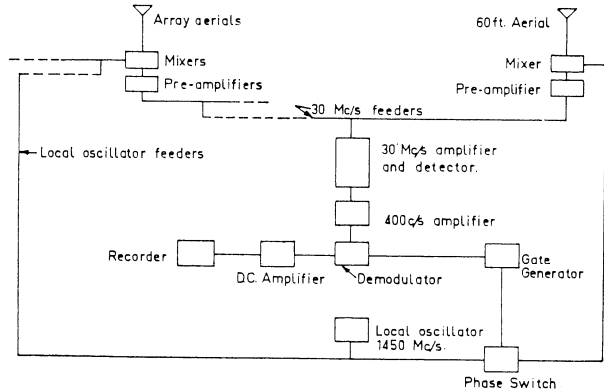 Array aerials
60ft. Aerial
Mixers
Mixer
Pre-amplifiers
Pre-amplifier
30 Mc/s feeders
Local oscillator feeders
30 Mc/s amplifier
and detector.
400c/s amplifier
Recorder
D.C. Amplifier
Demodulator
Gate
Generator
Local oscillator
1450 Mc/s.
Phase Switch